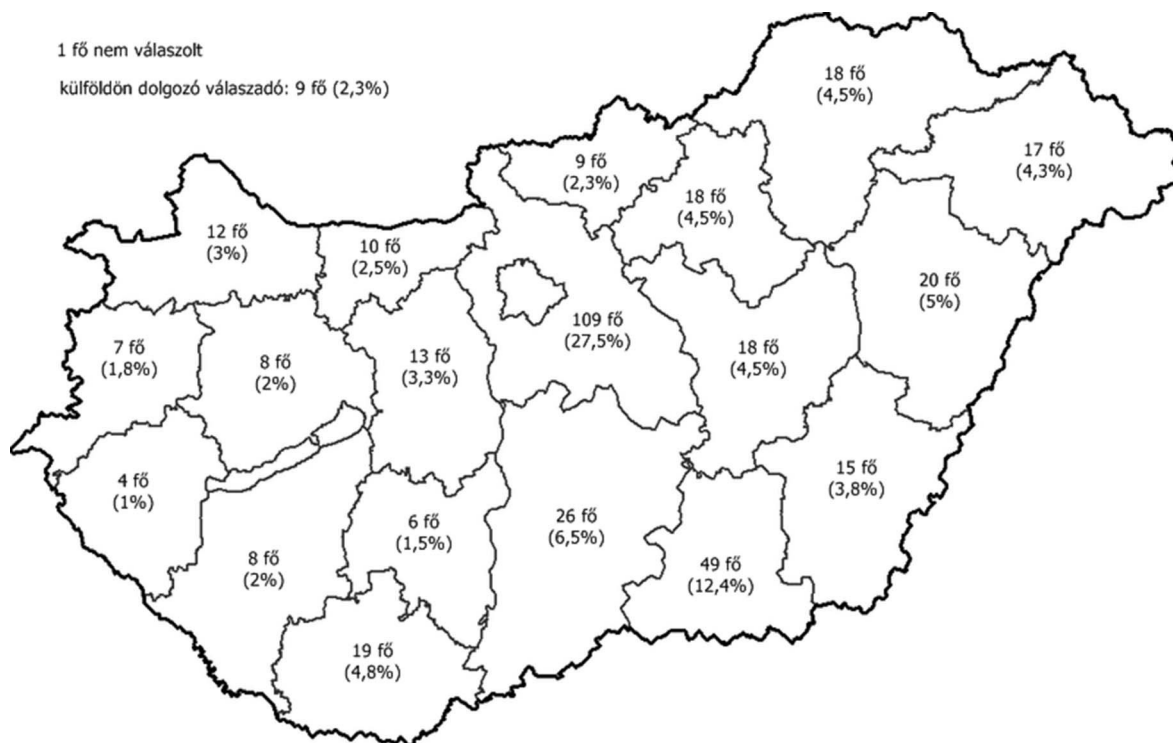 1 fő nem válaszolt
külföldön dolgozó válaszadó: 9 fő (2,3%)
18 fő
(4,5%)
17 fő
(4,3%)
9 fő
(2,3%)
18 fő
(4,5%)
12 fő
(3%)
10 fő
(2,5%)
20 fő
(5%)
109 fő
(27,5%)
7 fő
(1,8%)
8 fő
(2%)
13 fő
(3,3%)
18 fő
(4,5%)
4 fő
(1%)
15 fő
(3,8%)
6 fő
(1,5%)
26 fő
(6,5%)
8 fő
(2%)
49 fő
(12,4%)
19 fő
(4,8%)